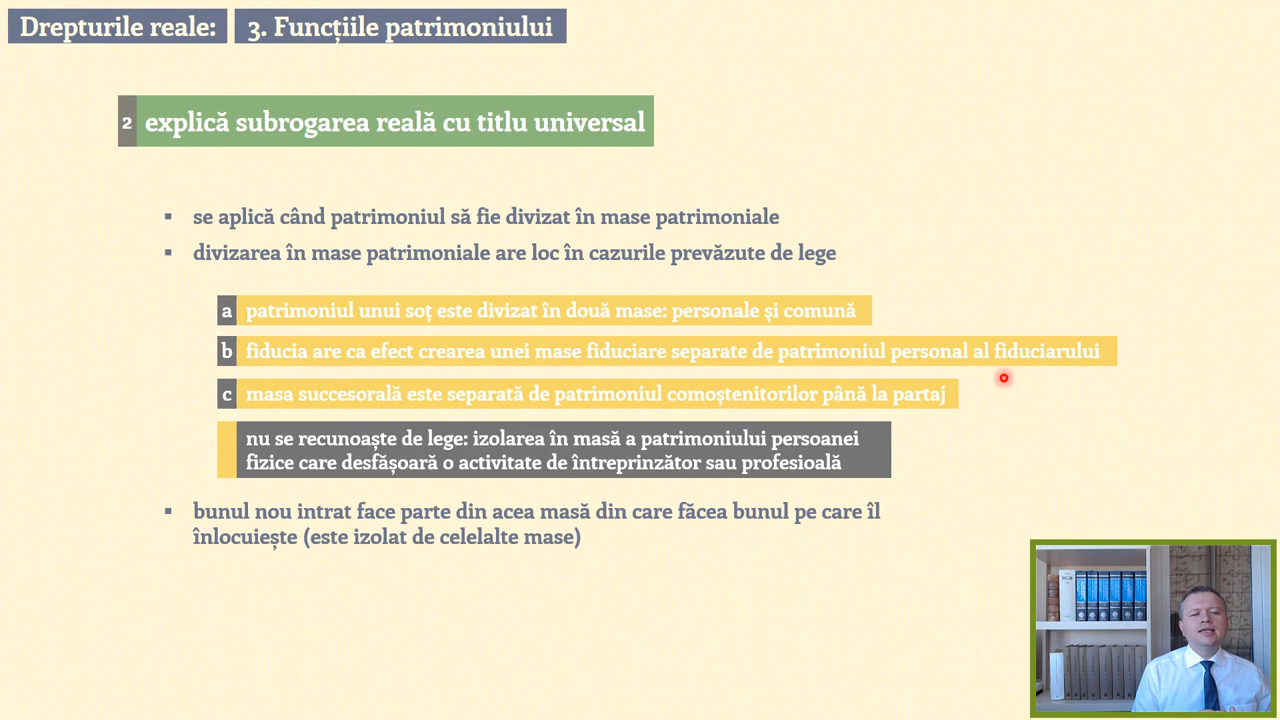 Drepturile reale: 3. Funcțiile patrimoniului
2 explică subrogarea reală cu titlu universal
▪ se aplică când patrimoniul să fie divizat în mase patrimoniale
▪ divizarea în mase patrimoniale are loc în cazurile prevăzute de lege
a patrimoniul unui soț este divizat în două mase: personale și comună
b fiducia are ca efect crearea unei mase fiduciare separate de patrimoniul personal al fiduciarului
c masa succesorală este separată de patrimoniul comoștenitorilor până la partaj
nu se recunoaște de lege: izolarea în masă a patrimoniului persoanei
fizice care desfășoară o activitate de întreprinzător sau profesioală
▪ bunul nou intrat face parte din acea masă din care făcea bunul pe care îl
înlocuiește (este izolat de celelalte mase)